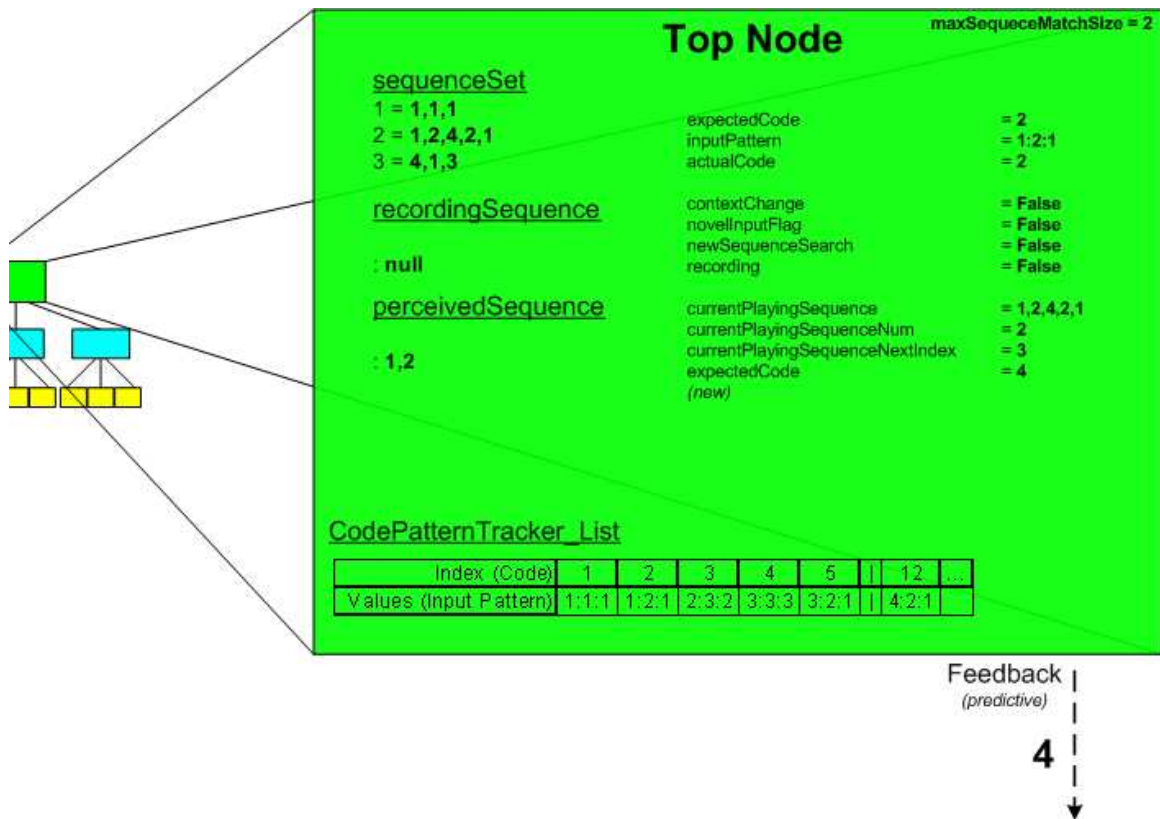 maxSequeceMatchSize = 2
Top Node
sequenceSet
1 = 1,1,1
2 = 1,2,4,2,1
3 = 4,1,3
expectedCode = 2
inputPattern = 1:2:1
actualCode = 2
recordingSequence
: null
contextChange = False
novelInputFlag = False
newSequenceSearch = False
recording = False
perceivedSequence
: 1,2
currentPlayingSequence = 1,2,4,2,1
currentPlayingSequenceNum = 2
currentPlayingSequenceNextIndex = 3
expectedCode = 4
(new)
CodePatternTracker_List
Index (Code) 1 2 3 4 5 | 12 ...
Values (Input Pattern) 1:1:1 1:2:1 2:3:2 3:3:3 3:2:1 | 4:2:1
Feedback
(predictive)
4